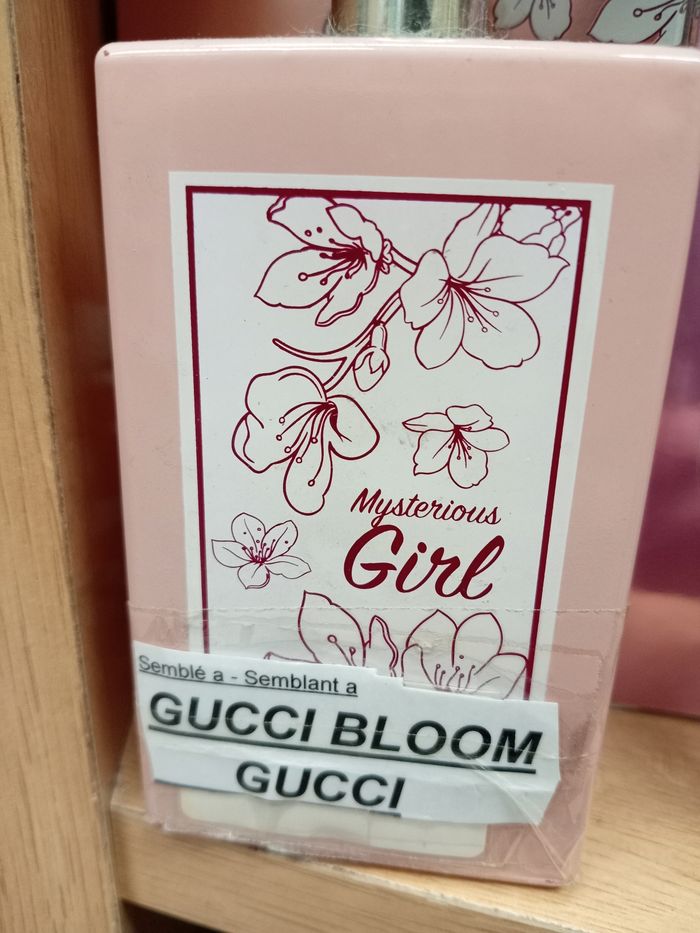 Mysterious
Girl
Semblé a - Semblant a
GUCCI BLOOM
GUCCI